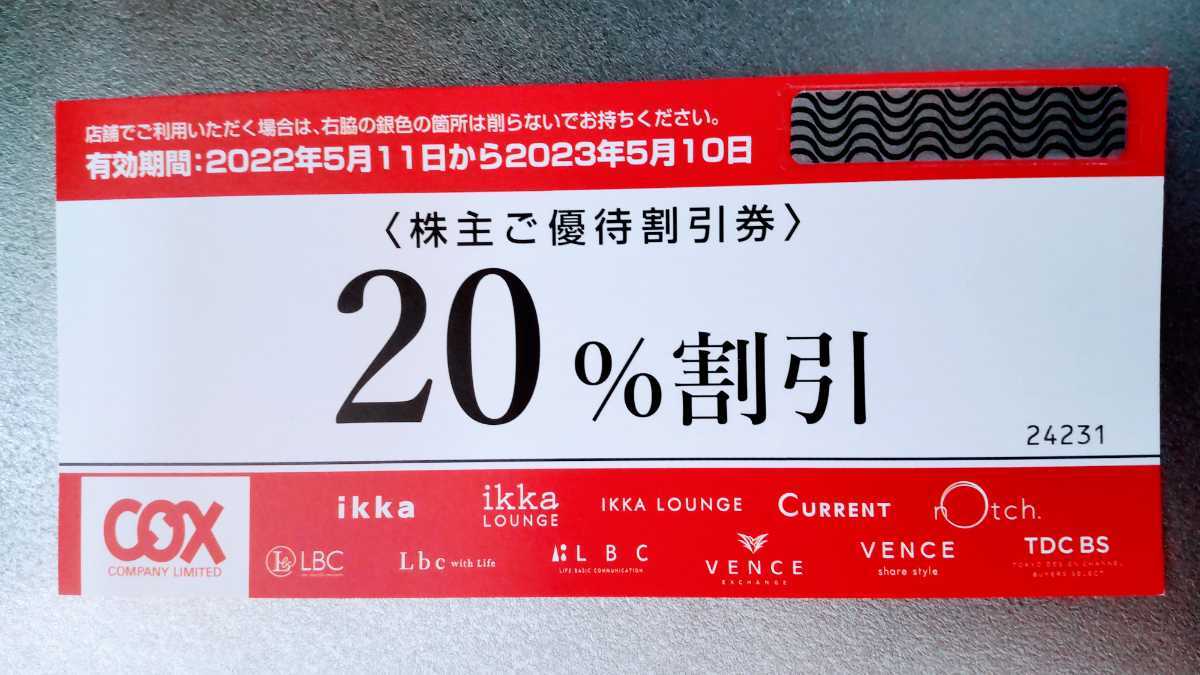 店舗でご利用いただく場合は、右脇の銀色の箇所は削らないでお持ちください。
有効期間:2022年5月11日から2023年5月10日
〈株主ご優待割引券〉
20%割引
24231
COX
COMPANY LIMITED
ikka
ikka
LOUNGE
IKKA LOUNGE
CURRENT
notch.
LBC
Lbc with Life
LBC
LIFE BASIC COMMUNICATION
VENCE
EXCHANGE
VENCE
share style
TDC BS
TOKYO DESIGN CHANNEL
BUYERS SELECT